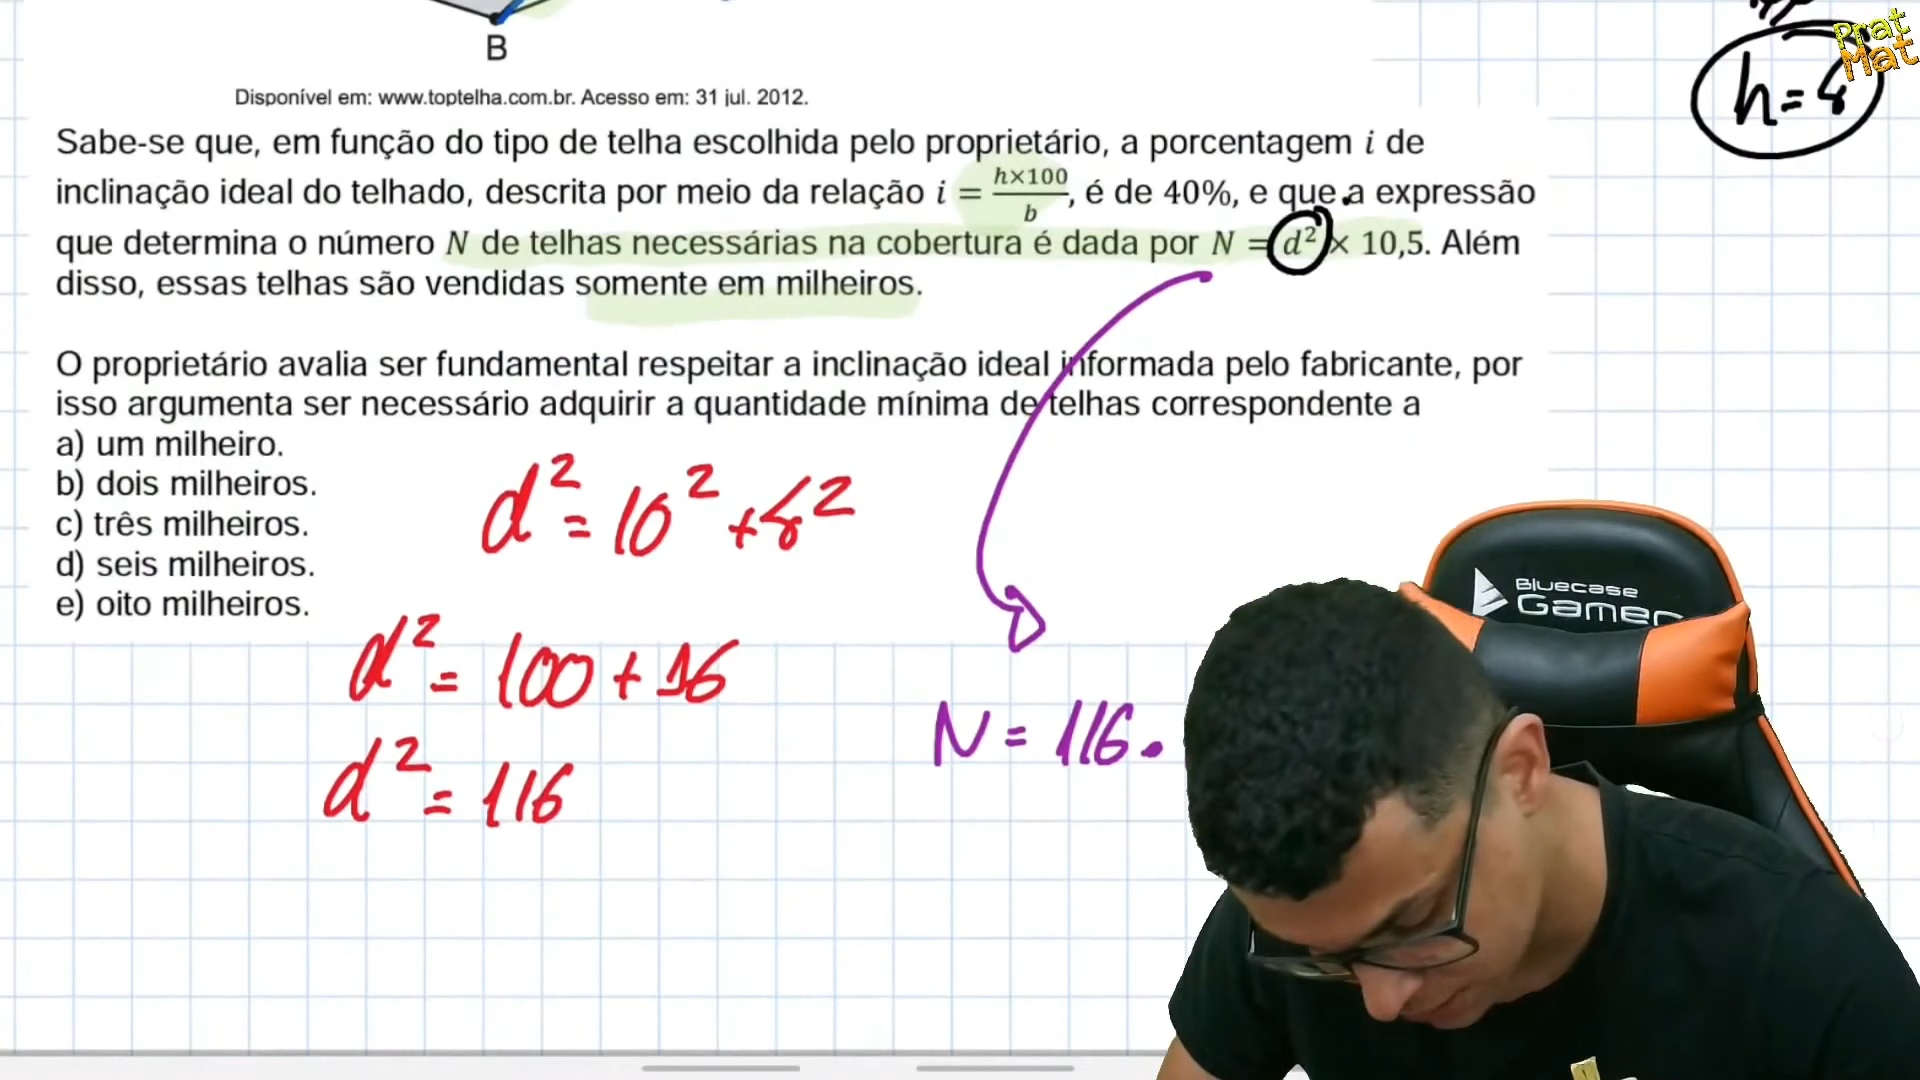 B
Prat
Mat
h=4
Disponível em: www.toptelha.com.br. Acesso em: 31 jul. 2012.
Sabe-se que, em função do tipo de telha escolhida pelo proprietário, a porcentagem i de
inclinação ideal do telhado, descrita por meio da relação i = h×100/b, é de 40%, e que a expressão
que determina o número N de telhas necessárias na cobertura é dada por N = d² × 10,5. Além
disso, essas telhas são vendidas somente em milheiros.
O proprietário avalia ser fundamental respeitar a inclinação ideal informada pelo fabricante, por
isso argumenta ser necessário adquirir a quantidade mínima de telhas correspondente a
a) um milheiro.
b) dois milheiros.
c) três milheiros.
d) seis milheiros.
e) oito milheiros.
d² = 10² + 4²
d² = 100 + 16
d² = 116
N = 116.
Bluecase
Gamer